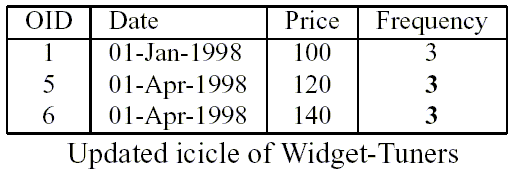 OID Date Price Frequency
1 01-Jan-1998 100 3
5 01-Apr-1998 120 3
6 01-Apr-1998 140 3
Updated icicle of Widget-Tuners